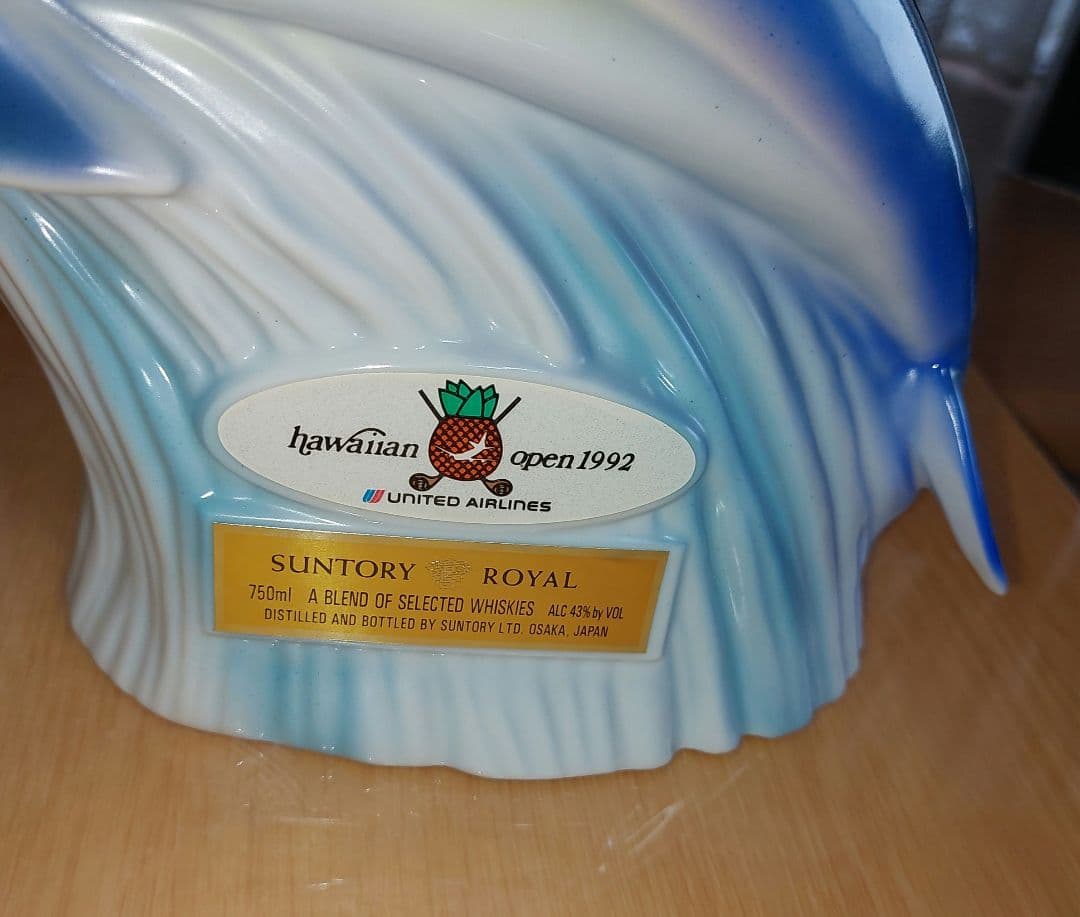 hawaiian open 1992
UNITED AIRLINES
SUNTORY ROYAL
750ml A BLEND OF SELECTED WHISKIES ALC 43% by VOL
DISTILLED AND BOTTLED BY SUNTORY LTD. OSAKA, JAPAN